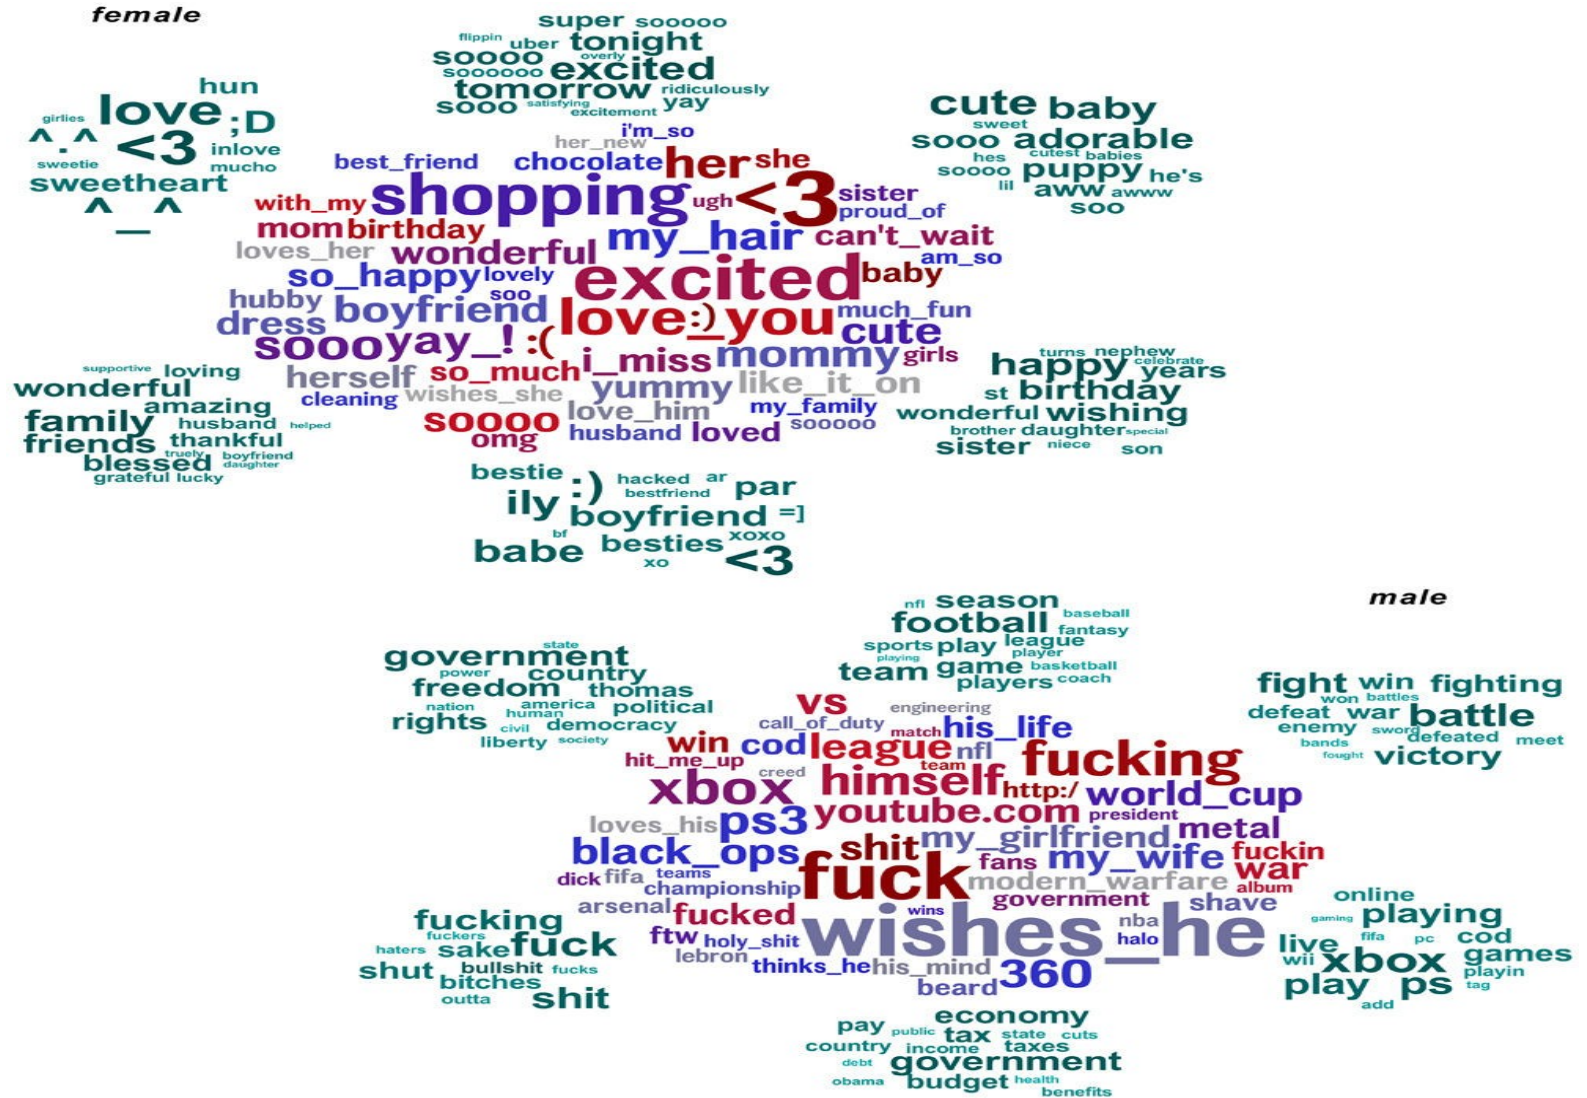 female
super sooooo
flippin uber tonight
soooo overly
sooooooo excited
tomorrow ridiculously
sooo satisfying yay
excitement
hun
girlies love ;D
^.^ <3 inlove
sweetie mucho
sweetheart
^_^
cute baby
sweet
sooo adorable
hes cutest babies
soooo puppy he's
lil aww awww
soo
i'm_so
her_new
best_friend chocolate her she
shopping ugh <3 sister
with_my proud_of
mom birthday my_hair can't_wait
loves_her wonderful am_so
so_happy lovely excited baby
hubby soo
boyfriend love_you :) much_fun
dress cute
sooo yay_! :(
i_miss mommy girls
herself so_much
cleaning wishes_she yummy like_it_on
soooo love_him my_family
omg husband loved sooooo
supportive loving
wonderful
amazing
family husband helped
friends thankful
truely boyfriend
blessed daughter
grateful lucky
turns nephew
happy celebrate
years
st birthday
wonderful wishing
brother daughter special
sister niece son
bestie :) hacked ar par
ily bestfriend
boyfriend =]
bf xoxo
babe besties <3
xo
male
nfl season baseball
football fantasy
sports play league
playing player
team game basketball
players coach
state
government
power country
freedom thomas
nation america political
human
rights civil democracy
liberty society
fight win fighting
won battles
defeat war battle
enemy sword defeated meet
bands
fought victory
vs engineering
call_of_duty match his_life
win cod league nfl
hit_me_up team fucking
creed
xbox himself http:/ world_cup
loves_his ps3 youtube.com president
my_girlfriend metal
black_ops shit fans my_wife fuckin
dick fifa teams fuck modern_warfare war
championship album
arsenal fucked government shave
wins wishes_he nba
ftw holy_shit halo
lebron
thinks_he his_mind 360
beard
fucking
fuckers
haters sake fuck
shut bullshit fucks
bitches
outta shit
online
gaming playing
live fifa pc cod
wii xbox games
playin
play ps tag
add
economy
pay public tax state cuts
country income taxes
debt government
obama budget health
benefits